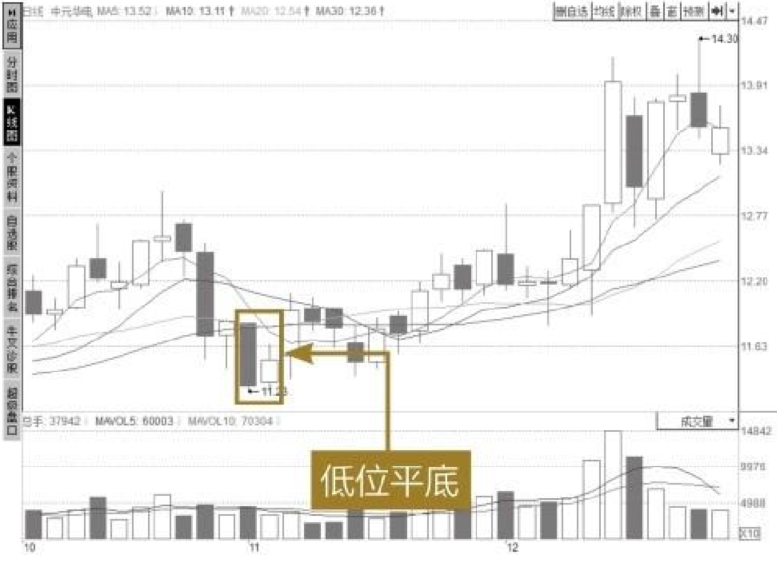 日线 中元华电 MA5: 13.52↓ MA10: 13.11↑ MA20: 12.54↑ MA30: 12.36↑
删自选 均线 除权 叠 窗 预测
应用
分时图
K线图
个股资料
自选股
综合排名
牛叉诊股
超级盘口
14.47
14.30
13.91
13.34
12.77
12.20
11.63
11.23
总手: 37942↓ MAVOL5: 60003↓ MAVOL10: 70304↓
成交量
14842
9976
4988
X10
低位平底
10 11 12